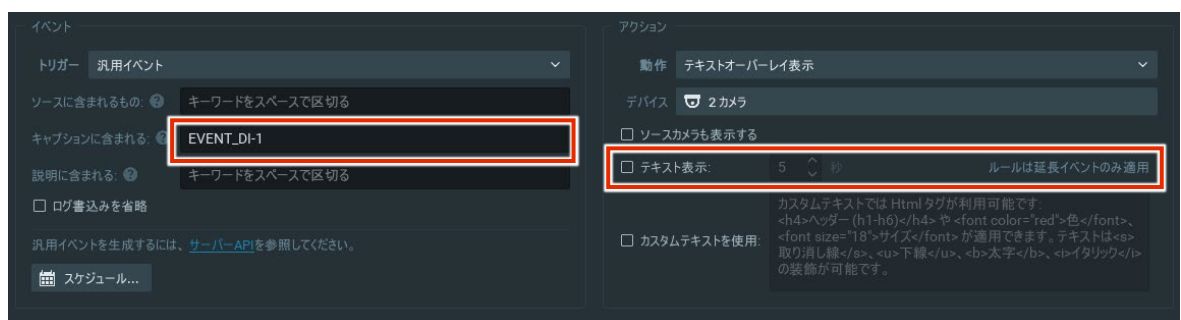 イベント
トリガー 汎用イベント
ソースに含まれるもの: キーワードをスペースで区切る
キャプションに含まれる: EVENT_DI-1
説明に含まれる: キーワードをスペースで区切る
ログ書込みを省略
汎用イベントを生成するには、サーバーAPIを参照してください。
スケジュール...
アクション
動作 テキストオーバーレイ表示
デバイス 2 カメラ
ソースカメラも表示する
テキスト表示: 5 秒 ルールは延長イベントのみ適用
カスタムテキストを使用:
カスタムテキストでは Html タグが利用可能です:
<h4>ヘッダー (h1-h6)</h4> や <font color="red">色</font>、
<font size="18">サイズ</font> が適用できます。テキストは<s>
取り消し線</s>、<u>下線</u>、<b>太字</b>、<i>イタリック</i>
の装飾が可能です。